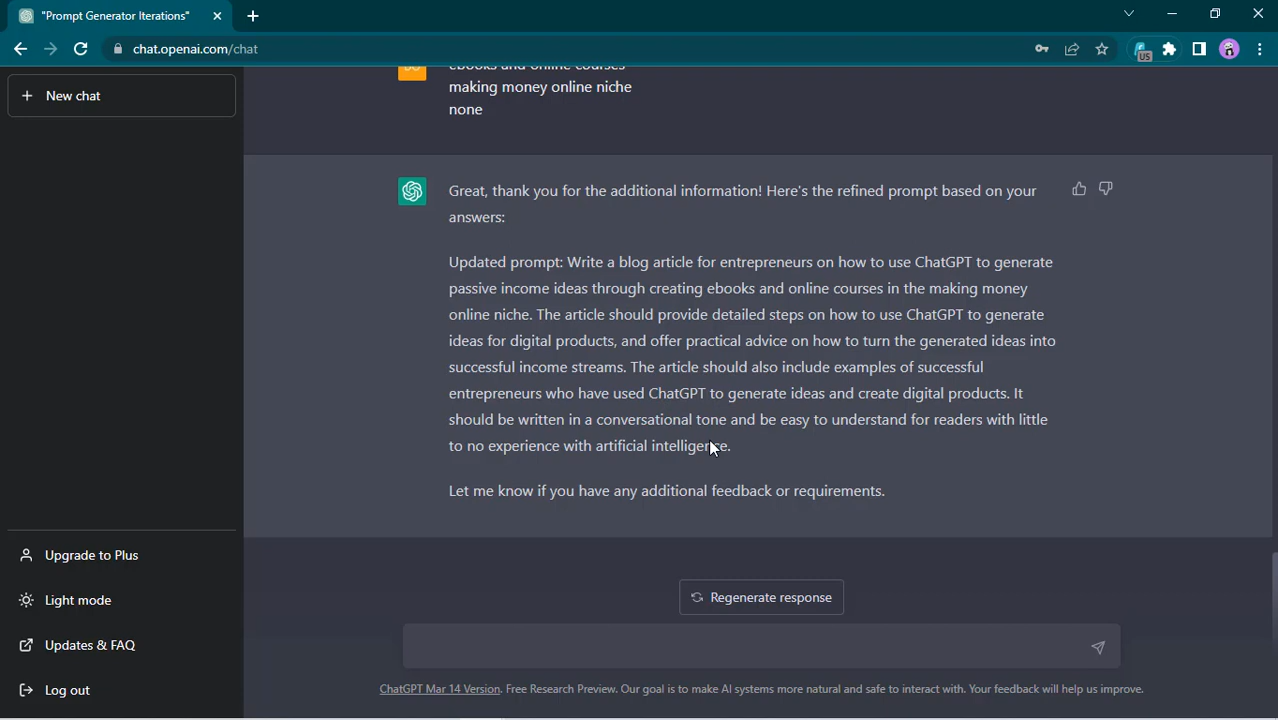 "Prompt Generator Iterations"
chat.openai.com/chat
US
New chat
ebooks and online courses
making money online niche
none
Great, thank you for the additional information! Here's the refined prompt based on your
answers:
Updated prompt: Write a blog article for entrepreneurs on how to use ChatGPT to generate
passive income ideas through creating ebooks and online courses in the making money
online niche. The article should provide detailed steps on how to use ChatGPT to generate
ideas for digital products, and offer practical advice on how to turn the generated ideas into
successful income streams. The article should also include examples of successful
entrepreneurs who have used ChatGPT to generate ideas and create digital products. It
should be written in a conversational tone and be easy to understand for readers with little
to no experience with artificial intelligence.
Let me know if you have any additional feedback or requirements.
Upgrade to Plus
Light mode
Updates & FAQ
Log out
Regenerate response
ChatGPT Mar 14 Version. Free Research Preview. Our goal is to make AI systems more natural and safe to interact with. Your feedback will help us improve.